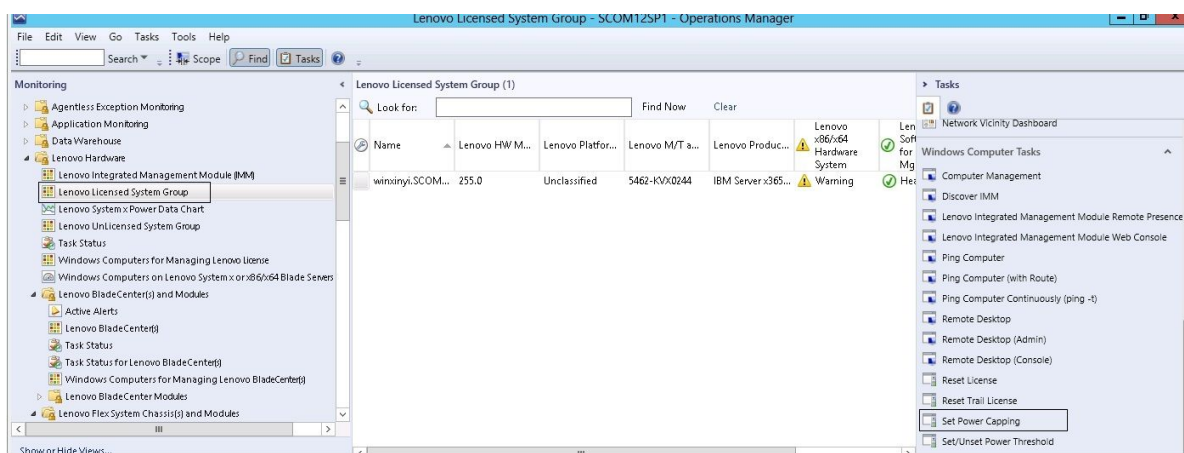 Lenovo Licensed System Group - SCOM12SP1 - Operations Manager
File Edit View Go Tasks Tools Help
Search Scope Find Tasks
Monitoring
Agentless Exception Monitoring
Application Monitoring
Data Warehouse
Lenovo Hardware
Lenovo Integrated Management Module (IMM)
Lenovo Licensed System Group
Lenovo System x Power Data Chart
Lenovo UnLicensed System Group
Task Status
Windows Computers for Managing Lenovo License
Windows Computers on Lenovo System x or x86/x64 Blade Servers
Lenovo BladeCenter(s) and Modules
Active Alerts
Lenovo BladeCenter(s)
Task Status
Task Status for Lenovo BladeCenter(s)
Windows Computers for Managing Lenovo BladeCenter(s)
Lenovo BladeCenter Modules
Lenovo Flex System Chassis(s) and Modules
Show or Hide Views...
Lenovo Licensed System Group (1)
Look for: Find Now Clear
Name Lenovo HW M... Lenovo Platfor... Lenovo M/T a... Lenovo Produc...
Lenovo
x86/x64
Hardware
System
Len
Soft
for
Mg
winxinyi.SCOM... 255.0 Unclassified 5462-KVX0244 IBM Server x365... Warning Hea
Tasks
Network Vicinity Dashboard
Windows Computer Tasks
Computer Management
Discover IMM
Lenovo Integrated Management Module Remote Presence
Lenovo Integrated Management Module Web Console
Ping Computer
Ping Computer (with Route)
Ping Computer Continuously (ping -t)
Remote Desktop
Remote Desktop (Admin)
Remote Desktop (Console)
Reset License
Reset Trail License
Set Power Capping
Set/Unset Power Threshold